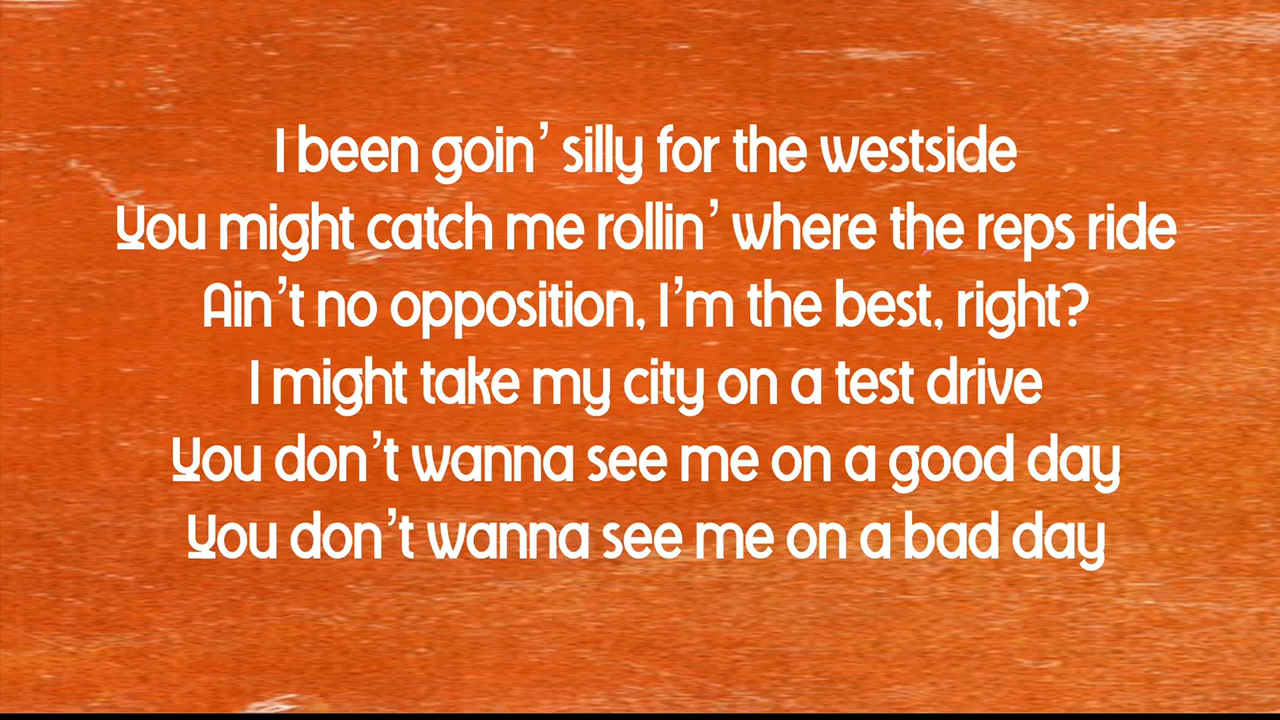 I been goin’ silly for the westside
You might catch me rollin’ where the reps ride
Ain’t no opposition, I’m the best, right?
I might take my city on a test drive
You don’t wanna see me on a good day
You don’t wanna see me on a bad day